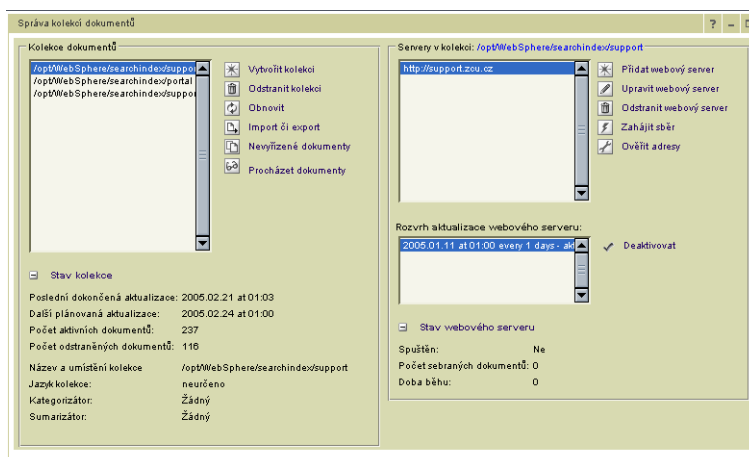 Správa kolekcí dokumentů
? –
Kolekce dokumentů
/opt/WebSphere/searchindex/suppor
/opt/WebSphere/searchindex/portal
/opt/WebSphere/searchindex/suppor
Vytvořit kolekci
Odstranit kolekci
Obnovit
Import či export
Nevyřízené dokumenty
Procházet dokumenty
Stav kolekce
Poslední dokončená aktualizace: 2005.02.21 at 01:03
Další plánovaná aktualizace: 2005.02.24 at 01:00
Počet aktivních dokumentů: 237
Počet odstraněných dokumentů: 116
Název a umístění kolekce /opt/WebSphere/searchindex/support
Jazyk kolekce: neurčeno
Kategorizátor: Žádný
Sumarizátor: Žádný
Servery v kolekci: /opt/WebSphere/searchindex/support
http://support.zcu.cz
Přidat webový server
Upravit webový server
Odstranit webový server
Zahájit sběr
Ověřit adresy
Rozvrh aktualizace webového serveru:
2005.01.11 at 01:00 every 1 days - akt
Deaktivovat
Stav webového serveru
Spuštěn: Ne
Počet sebraných dokumentů: 0
Doba běhu: 0